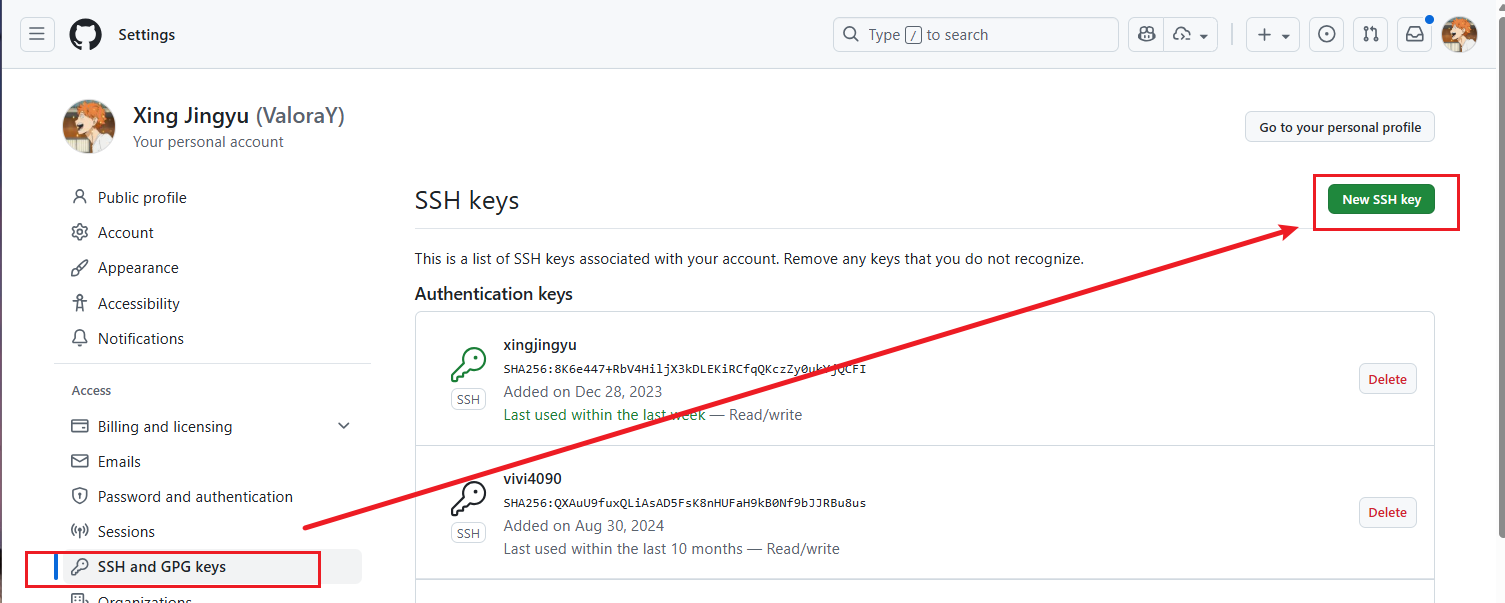 Settings
Type / to search
Xing Jingyu (ValoraY)
Your personal account
Go to your personal profile
Public profile
Account
Appearance
Accessibility
Notifications
Access
Billing and licensing
Emails
Password and authentication
Sessions
SSH and GPG keys
Organizations
SSH keys
New SSH key
This is a list of SSH keys associated with your account. Remove any keys that you do not recognize.
Authentication keys
xingjingyu
Added on Dec 28, 2023
Last used within the last week — Read/write
SSH
Delete
vivi4090
SHA256:QXAuU9fuxQLiAsAD5FsK8nHUFaH9kB0Nf9bJJRBu8us
Added on Aug 30, 2024
Last used within the last 10 months — Read/write
SSH
Delete